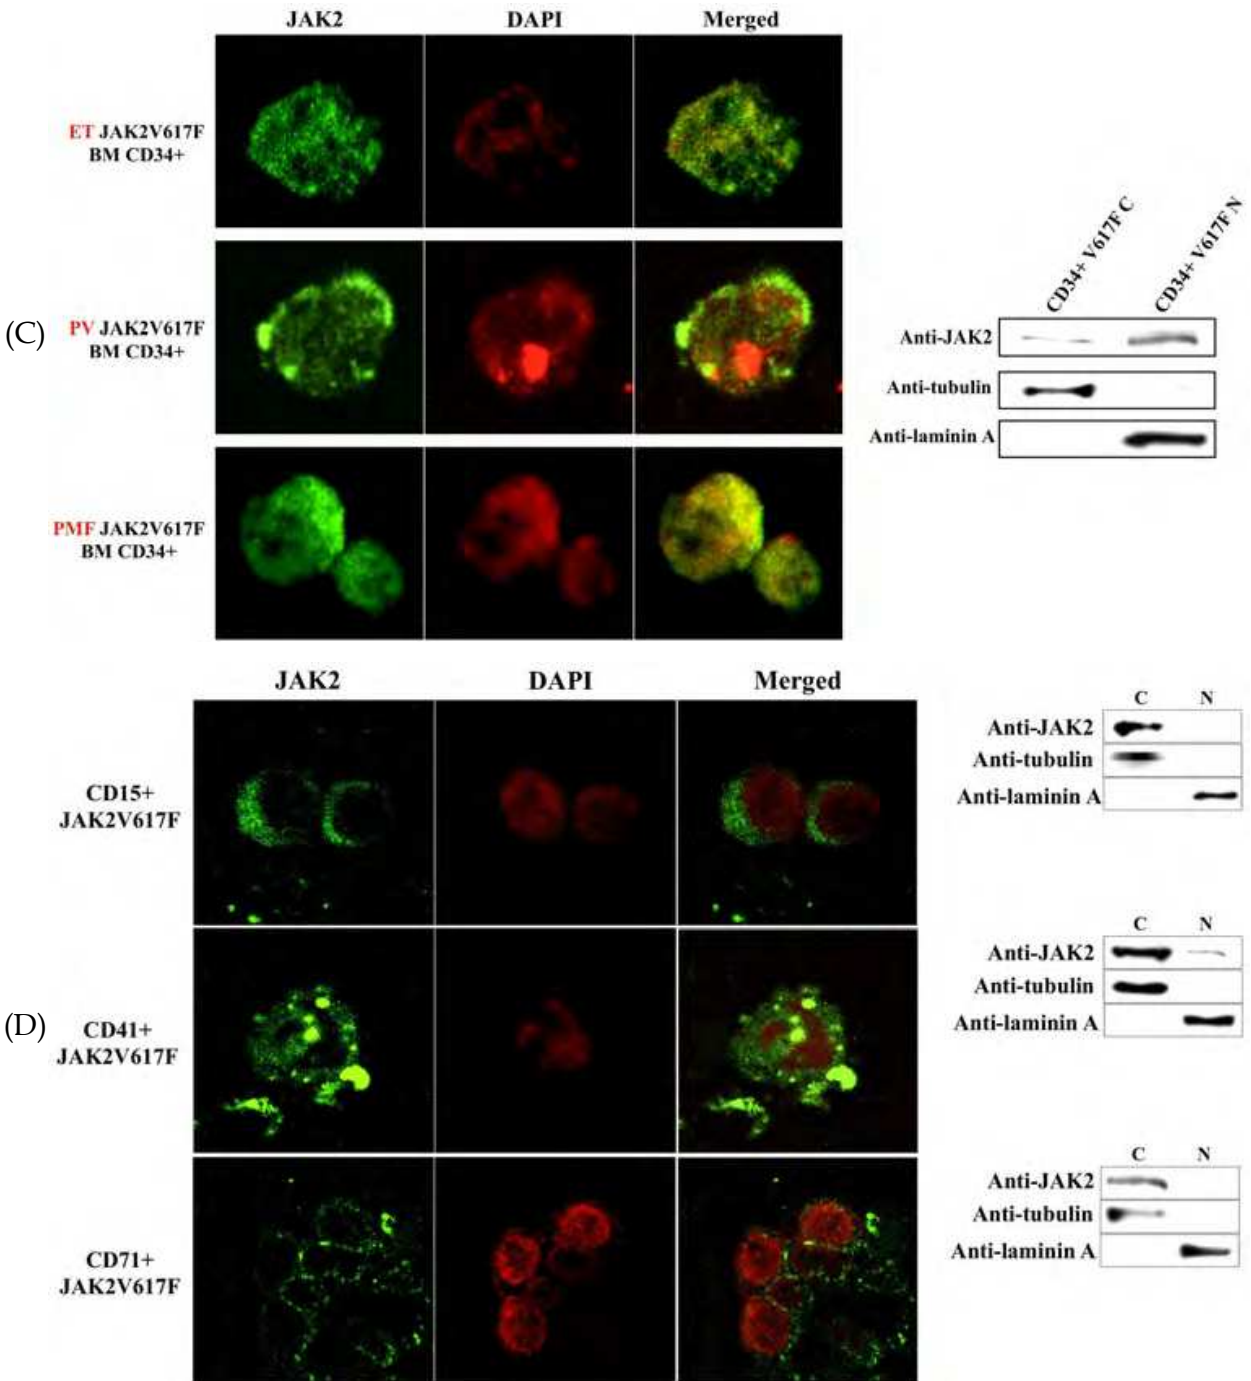 JAK2 DAPI Merged
ET JAK2V617F
BM CD34+
(C)
PV JAK2V617F
BM CD34+
PMF JAK2V617F
BM CD34+
CD34+ V617F C
CD34+ V617F N
Anti-JAK2
Anti-tubulin
Anti-laminin A
JAK2 DAPI Merged
(D)
CD15+
JAK2V617F
C N
Anti-JAK2
Anti-tubulin
Anti-laminin A
CD41+
JAK2V617F
C N
Anti-JAK2
Anti-tubulin
Anti-laminin A
CD71+
JAK2V617F
C N
Anti-JAK2
Anti-tubulin
Anti-laminin A